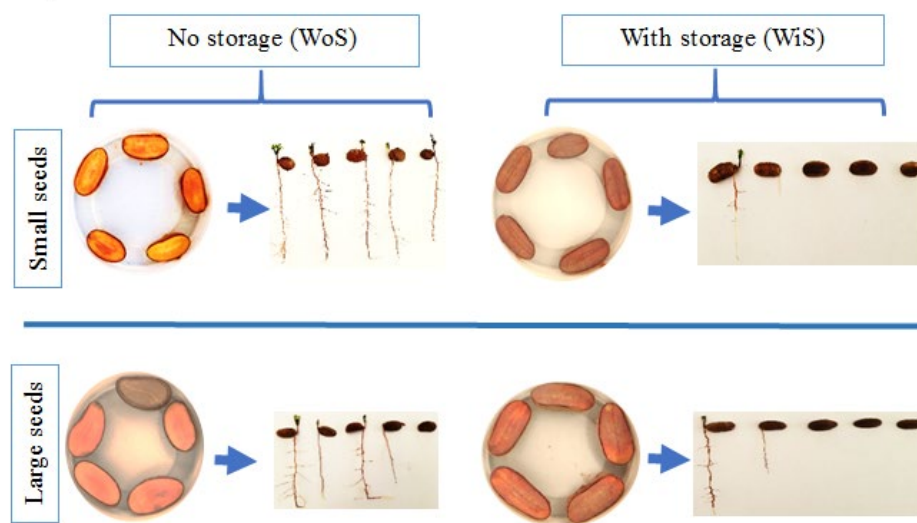 No storage (WoS)
With storage (WiS)
Small seeds
Large seeds